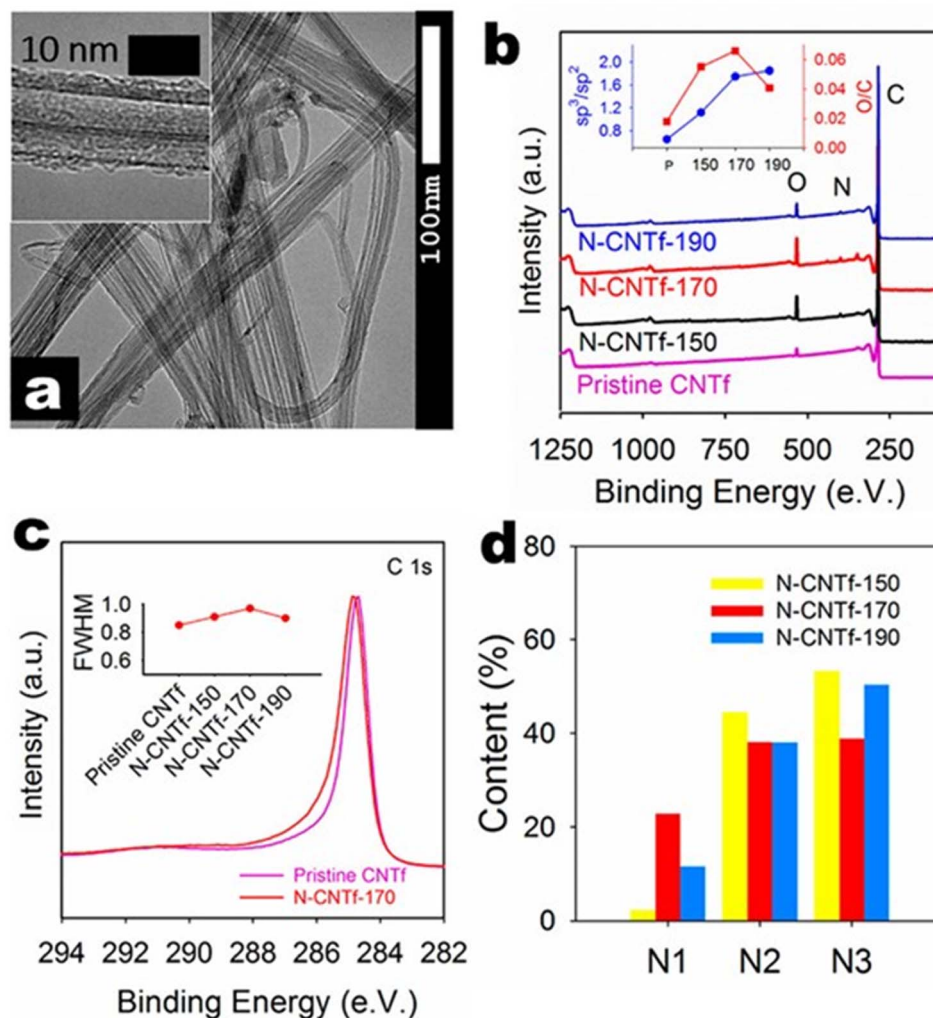 a
10 nm
100nm
b
Intensity (a.u.)
sp³/sp²
2.0
1.6
1.2
0.8
P 150 170 190
0.06
0.04
0.02
0.00
O/C
C
O
N
N-CNTf-190
N-CNTf-170
N-CNTf-150
Pristine CNTf
1250 1000 750 500 250
Binding Energy (e.V.)
c
C 1s
Intensity (a.u.)
FWHM
1.0
0.8
0.6
Pristine CNTf
N-CNTf-150
N-CNTf-170
N-CNTf-190
Pristine CNTf
N-CNTf-170
294 292 290 288 286 284 282
Binding Energy (e.V.)
d
Content (%)
80
60
40
20
0
N-CNTf-150
N-CNTf-170
N-CNTf-190
N1 N2 N3